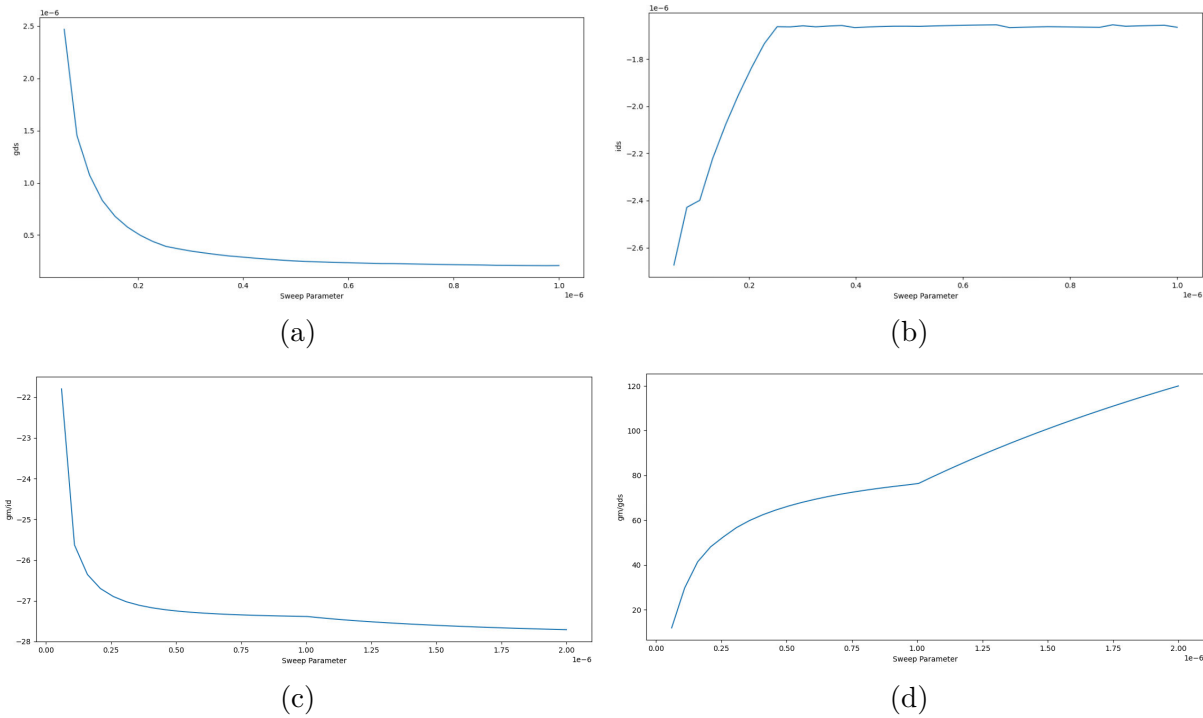 1e−6
2.5
2.0
1.5
1.0
0.5
gds
0.2 0.4 0.6 0.8 1.0
Sweep Parameter
1e−6
(a)
1e−6
−1.8
−2.0
−2.2
−2.4
−2.6
ids
0.2 0.4 0.6 0.8 1.0
Sweep Parameter
1e−6
(b)
−22
−23
−24
−25
−26
−27
−28
gm/id
0.00 0.25 0.50 0.75 1.00 1.25 1.50 1.75 2.00
Sweep Parameter
1e−6
(c)
120
100
80
60
40
20
gm/gds
0.00 0.25 0.50 0.75 1.00 1.25 1.50 1.75 2.00
Sweep Parameter
1e−6
(d)